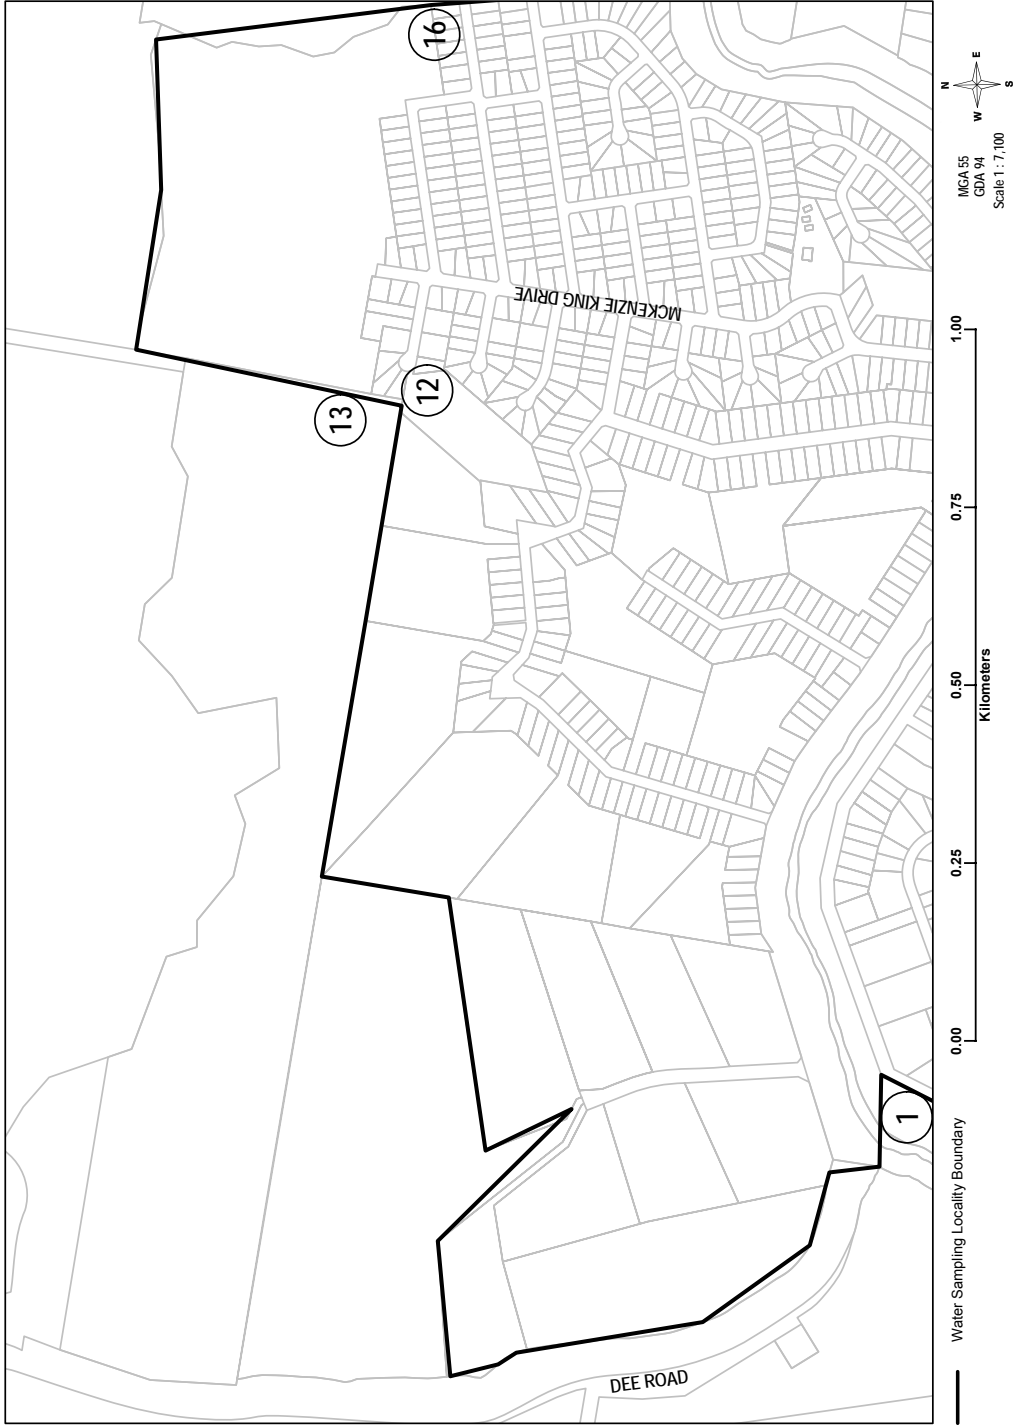 16
13
12
MCKENZIE KING DRIVE
1
DEE ROAD
Water Sampling Locality Boundary
0.00 0.25 0.50 0.75 1.00
Kilometers
MGA 55
GDA 94
Scale 1 : 7,100
N
W E
S